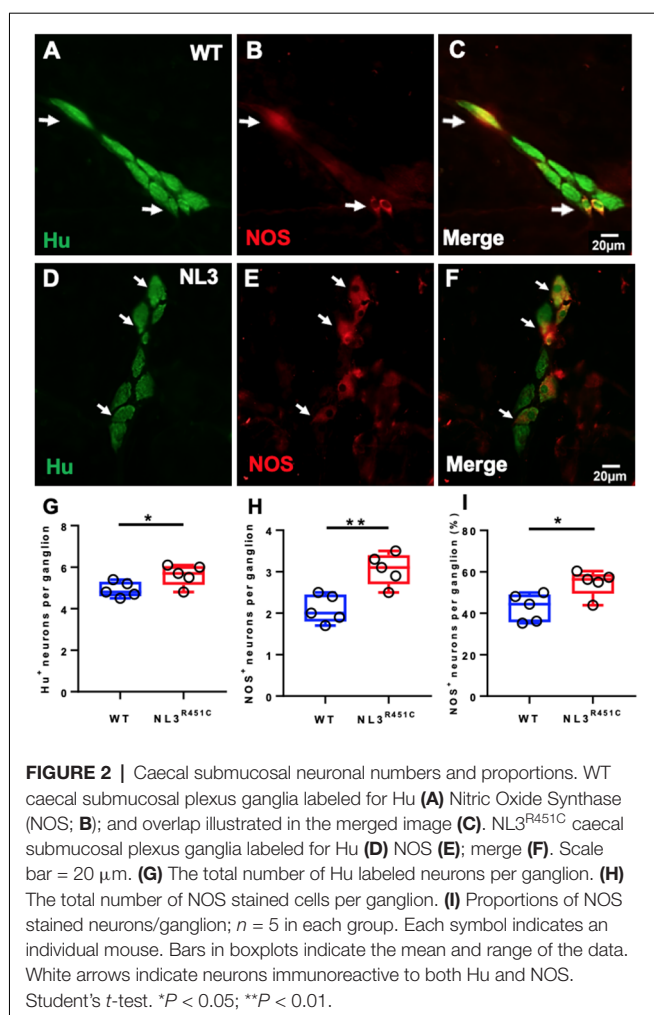 A WT B C
Hu NOS Merge 20μm
D NL3 E F
Hu NOS Merge 20μm
G H I
* ** *
Hu+ neurons per ganglion
8
6
4
2
0
WT NL3R451C
NOS+ neurons per ganglion
4
3
2
1
0
WT NL3R451C
NOS+ neurons per ganglion (%)
80
60
40
20
0
WT NL3R451C
FIGURE 2 | Caecal submucosal neuronal numbers and proportions. WT
caecal submucosal plexus ganglia labeled for Hu (A) Nitric Oxide Synthase
(NOS; B); and overlap illustrated in the merged image (C). NL3R451C caecal
submucosal plexus ganglia labeled for Hu (D) NOS (E); merge (F). Scale
bar = 20 μm. (G) The total number of Hu labeled neurons per ganglion. (H)
The total number of NOS stained cells per ganglion. (I) Proportions of NOS
stained neurons/ganglion; n = 5 in each group. Each symbol indicates an
individual mouse. Bars in boxplots indicate the mean and range of the data.
White arrows indicate neurons immunoreactive to both Hu and NOS.
Student's t-test. *P < 0.05; **P < 0.01.